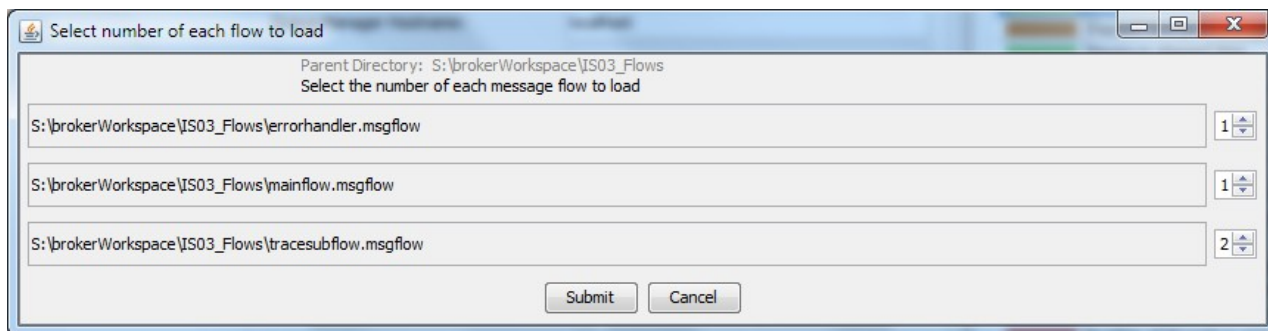 Select number of each flow to load
Parent Directory: S:\brokerWorkspace\IS03_Flows
Select the number of each message flow to load
S:\brokerWorkspace\IS03_Flows\errorhandler.msgflow 1
S:\brokerWorkspace\IS03_Flows\mainflow.msgflow 1
S:\brokerWorkspace\IS03_Flows\tracesubflow.msgflow 2
Submit Cancel